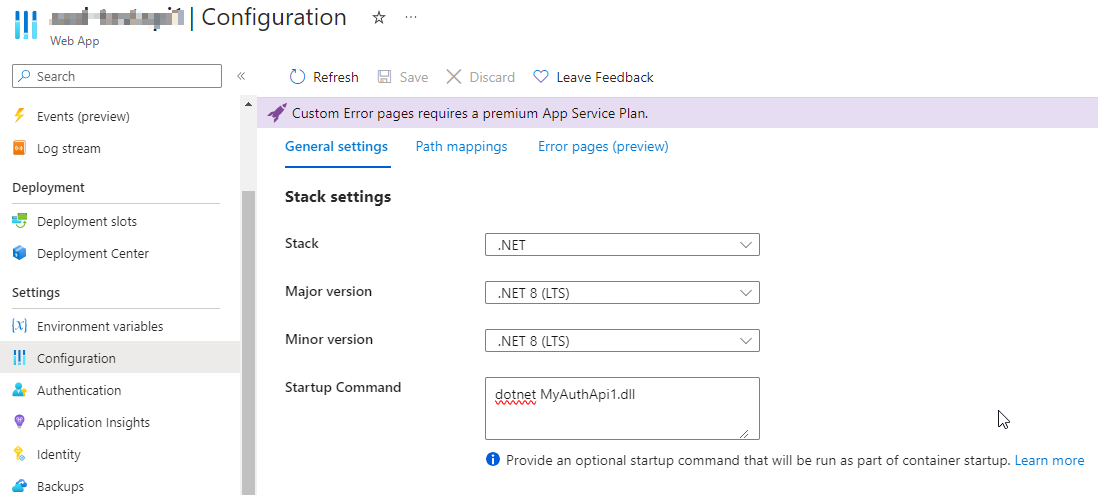 | Configuration
Web App
Search
Refresh
Save
Discard
Leave Feedback
Events (preview)
Log stream
Deployment
Deployment slots
Deployment Center
Settings
Environment variables
Configuration
Authentication
Application Insights
Identity
Backups
Custom Error pages requires a premium App Service Plan.
General settings
Path mappings
Error pages (preview)
Stack settings
Stack
.NET
Major version
.NET 8 (LTS)
Minor version
.NET 8 (LTS)
Startup Command
dotnet MyAuthApi1.dll
Provide an optional startup command that will be run as part of container startup. Learn more